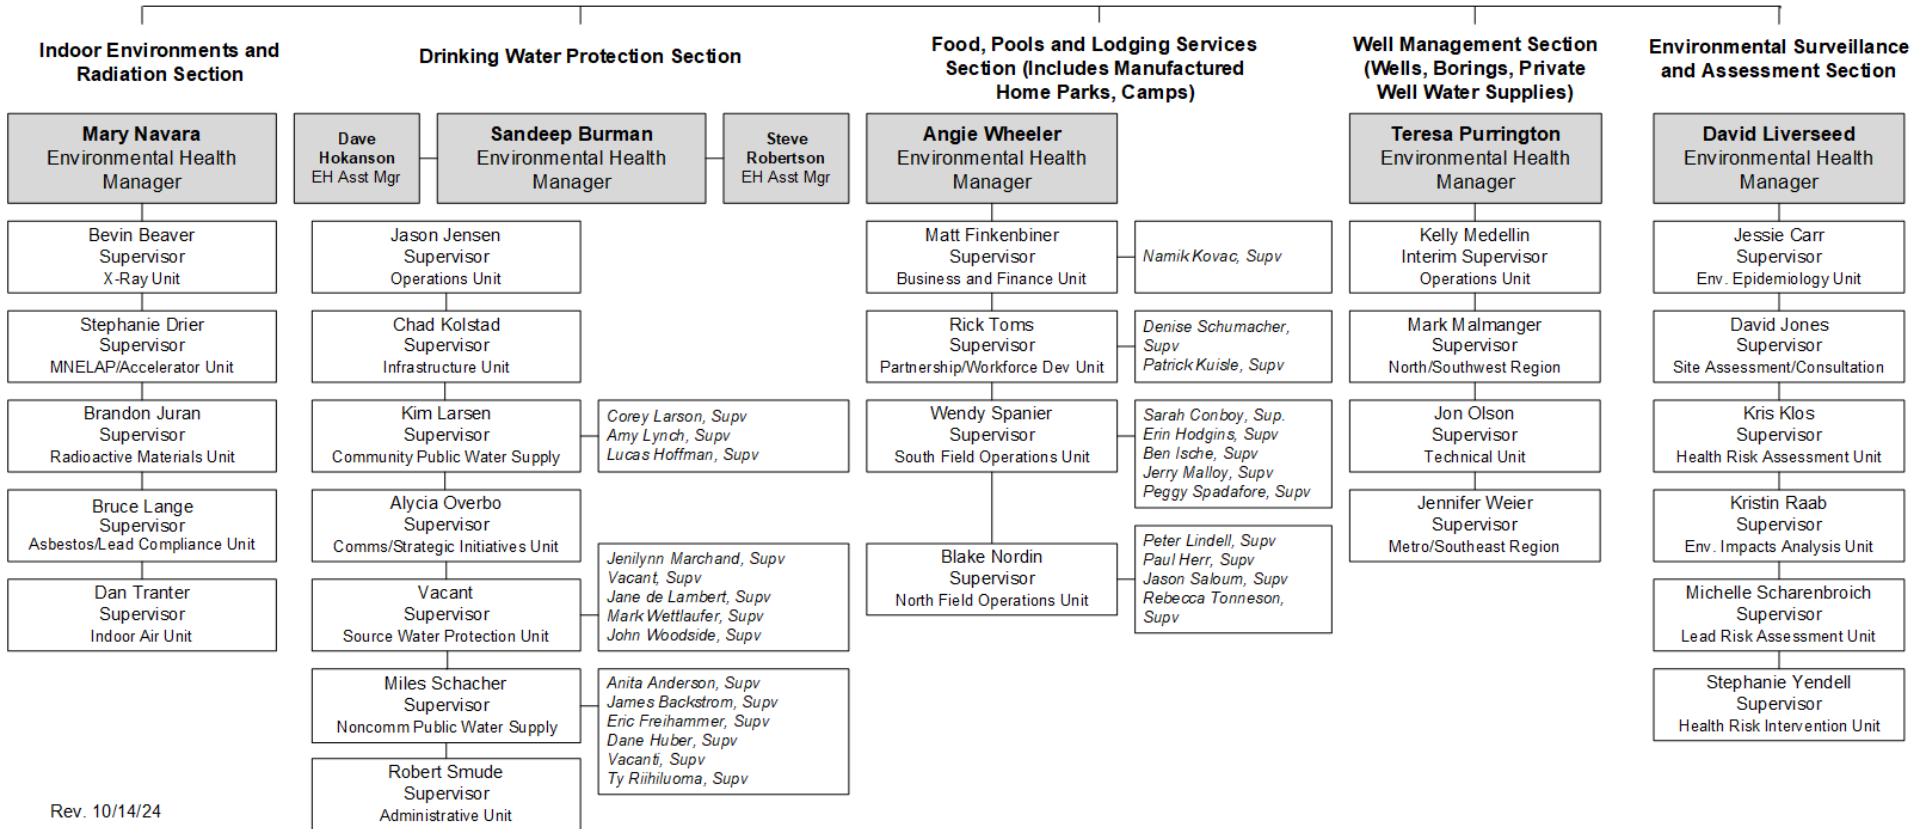 Indoor Environments and
Radiation Section
Mary Navara
Environmental Health
Manager
Bevin Beaver
Supervisor
X-Ray Unit
Stephanie Drier
Supervisor
MNELAP/Accelerator Unit
Brandon Juran
Supervisor
Radioactive Materials Unit
Bruce Lange
Supervisor
Asbestos/Lead Compliance Unit
Dan Tranter
Supervisor
Indoor Air Unit
Drinking Water Protection Section
Dave
Hokanson
EH Asst Mgr
Sandeep Burman
Environmental Health
Manager
Steve
Robertson
EH Asst Mgr
Jason Jensen
Supervisor
Operations Unit
Chad Kolstad
Supervisor
Infrastructure Unit
Kim Larsen
Supervisor
Community Public Water Supply
Corey Larson, Supv
Amy Lynch, Supv
Lucas Hoffman, Supv
Alycia Overbo
Supervisor
Comms/Strategic Initiatives Unit
Vacant
Supervisor
Source Water Protection Unit
Jenilynn Marchand, Supv
Vacant, Supv
Jane de Lambert, Supv
Mark Wettlaufer, Supv
John Woodside, Supv
Miles Schacher
Supervisor
Noncomm Public Water Supply
Anita Anderson, Supv
James Backstrom, Supv
Eric Freihammer, Supv
Dane Huber, Supv
Vacanti, Supv
Ty Riihiluoma, Supv
Robert Smude
Supervisor
Administrative Unit
Food, Pools and Lodging Services
Section (Includes Manufactured
Home Parks, Camps)
Angie Wheeler
Environmental Health
Manager
Matt Finkenbiner
Supervisor
Business and Finance Unit
Namik Kovac, Supv
Rick Toms
Supervisor
Partnership/Workforce Dev Unit
Denise Schumacher,
Supv
Patrick Kuisle, Supv
Wendy Spanier
Supervisor
South Field Operations Unit
Sarah Conboy, Sup.
Erin Hodgins, Supv
Ben Ische, Supv
Jerry Malloy, Supv
Peggy Spadafore, Supv
Blake Nordin
Supervisor
North Field Operations Unit
Peter Lindell, Supv
Paul Herr, Supv
Jason Saloum, Supv
Rebecca Tonneson,
Supv
Well Management Section
(Wells, Borings, Private
Well Water Supplies)
Teresa Purrington
Environmental Health
Manager
Kelly Medellin
Interim Supervisor
Operations Unit
Mark Malmanger
Supervisor
North/Southwest Region
Jon Olson
Supervisor
Technical Unit
Jennifer Weier
Supervisor
Metro/Southeast Region
Environmental Surveillance
and Assessment Section
David Liverseed
Environmental Health
Manager
Jessie Carr
Supervisor
Env. Epidemiology Unit
David Jones
Supervisor
Site Assessment/Consultation
Kris Klos
Supervisor
Health Risk Assessment Unit
Kristin Raab
Supervisor
Env. Impacts Analysis Unit
Michelle Scharenbroich
Supervisor
Lead Risk Assessment Unit
Stephanie Yendell
Supervisor
Health Risk Intervention Unit
Rev. 10/14/24